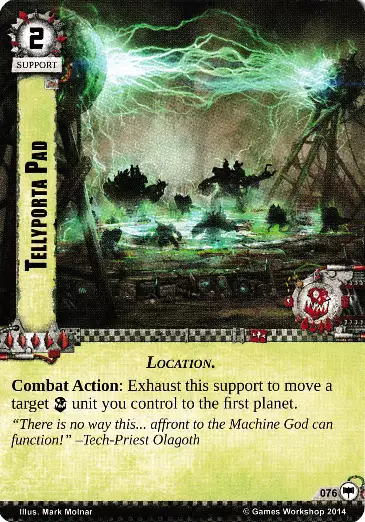 2
SUPPORT
TELLYPORTA PAD
LOCATION.
Combat Action: Exhaust this support to move a
target unit you control to the first planet.
“There is no way this... affront to the Machine God can
function!” –Tech-Priest Olagoth
076
Illus. Mark Molnar
© Games Workshop 2014